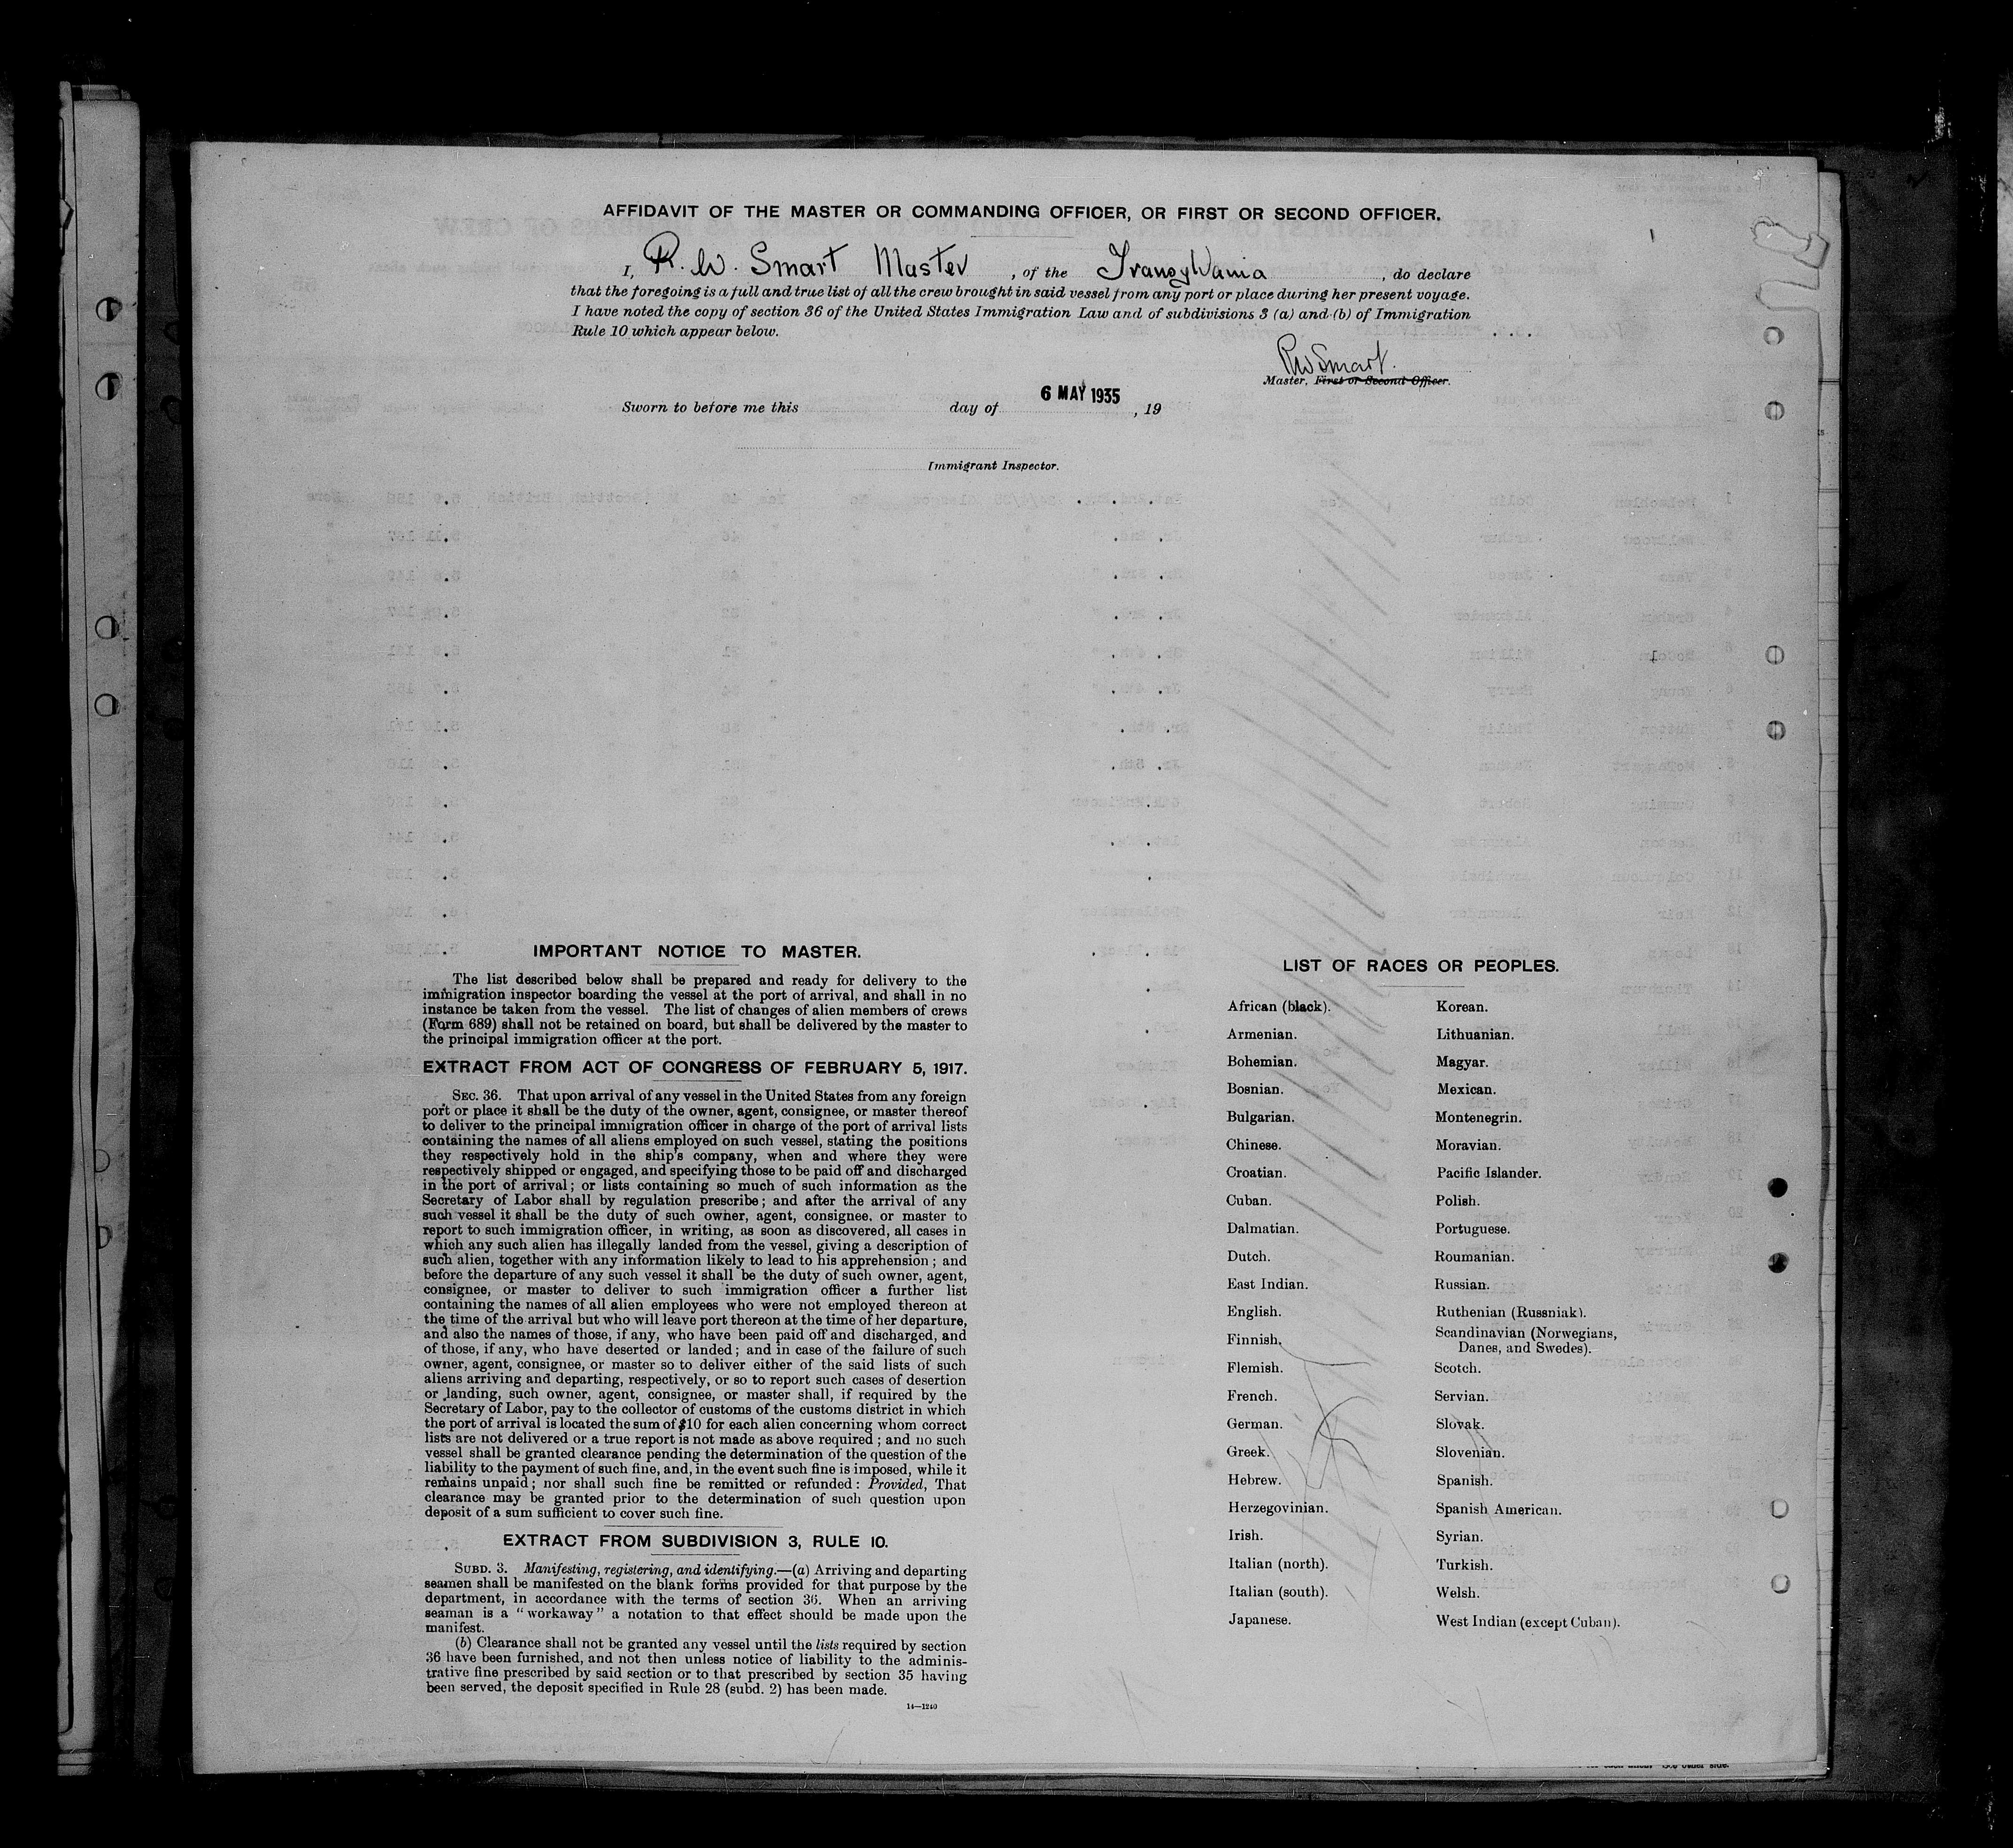 AFFIDAVIT OF THE MASTER OR COMMANDING OFFICER, OR FIRST OR SECOND OFFICER.
I, R. W. Smart Master, of the Transylvania, do declare
that the foregoing is a full and true list of all the crew brought in said vessel from any port or place during her present voyage.
I have noted the copy of section 36 of the United States Immigration Law and of subdivisions 3 (a) and (b) of Immigration
Rule 10 which appear below.
RW Smart.
Master, First or Second Officer.
6 MAY 1935
Sworn to before me this day of , 19
Immigrant Inspector.
IMPORTANT NOTICE TO MASTER.
The list described below shall be prepared and ready for delivery to the
immigration inspector boarding the vessel at the port of arrival, and shall in no
instance be taken from the vessel. The list of changes of alien members of crews
(Form 689) shall not be retained on board, but shall be delivered by the master to
the principal immigration officer at the port.
EXTRACT FROM ACT OF CONGRESS OF FEBRUARY 5, 1917.
SEC. 36. That upon arrival of any vessel in the United States from any foreign
port or place it shall be the duty of the owner, agent, consignee, or master thereof
to deliver to the principal immigration officer in charge of the port of arrival lists
containing the names of all aliens employed on such vessel, stating the positions
they respectively hold in the ship's company, when and where they were
respectively shipped or engaged, and specifying those to be paid off and discharged
in the port of arrival; or lists containing so much of such information as the
Secretary of Labor shall by regulation prescribe; and after the arrival of any
such vessel it shall be the duty of such owner, agent, consignee, or master to
report to such immigration officer, in writing, as soon as discovered, all cases in
which any such alien has illegally landed from the vessel, giving a description of
such alien, together with any information likely to lead to his apprehension; and
before the departure of any such vessel it shall be the duty of such owner, agent,
consignee, or master to deliver to such immigration officer a further list
containing the names of all alien employees who were not employed thereon at
the time of the arrival but who will leave port thereon at the time of her departure,
and also the names of those, if any, who have been paid off and discharged, and
of those, if any, who have deserted or landed; and in case of the failure of such
owner, agent, consignee, or master so to deliver either of the said lists of such
aliens arriving and departing, respectively, or so to report such cases of desertion
or landing, such owner, agent, consignee, or master shall, if required by the
Secretary of Labor, pay to the collector of customs of the customs district in which
the port of arrival is located the sum of $10 for each alien concerning whom correct
lists are not delivered or a true report is not made as above required; and no such
vessel shall be granted clearance pending the determination of the question of the
liability to the payment of such fine, and, in the event such fine is imposed, while it
remains unpaid; nor shall such fine be remitted or refunded: Provided, That
clearance may be granted prior to the determination of such question upon
deposit of a sum sufficient to cover such fine.
EXTRACT FROM SUBDIVISION 3, RULE 10.
SUBD. 3. Manifesting, registering, and identifying.—(a) Arriving and departing
seamen shall be manifested on the blank forms provided for that purpose by the
department, in accordance with the terms of section 36. When an arriving
seaman is a "workaway" a notation to that effect should be made upon the
manifest.
(b) Clearance shall not be granted any vessel until the lists required by section
36 have been furnished, and not then unless notice of liability to the adminis-
trative fine prescribed by said section or to that prescribed by section 35 having
been served, the deposit specified in Rule 28 (subd. 2) has been made.
14—1240
LIST OF RACES OR PEOPLES.
African (black).
Armenian.
Bohemian.
Bosnian.
Bulgarian.
Chinese.
Croatian.
Cuban.
Dalmatian.
Dutch.
East Indian.
English.
Finnish.
Flemish.
French.
German.
Greek.
Hebrew.
Herzegovinian.
Irish.
Italian (north).
Italian (south).
Japanese.
Korean.
Lithuanian.
Magyar.
Mexican.
Montenegrin.
Moravian.
Pacific Islander.
Polish.
Portuguese.
Roumanian.
Russian.
Ruthenian (Russniak).
Scandinavian (Norwegians,
Danes, and Swedes).
Scotch.
Servian.
Slovak.
Slovenian.
Spanish.
Spanish American.
Syrian.
Turkish.
Welsh.
West Indian (except Cuban).